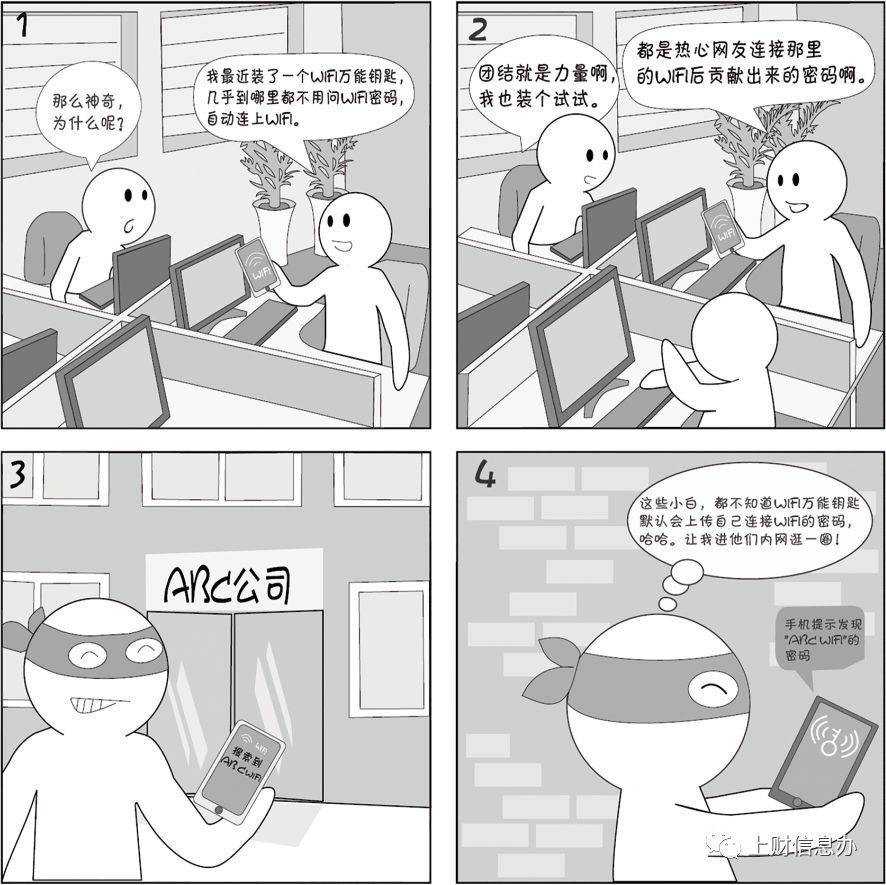 1
那么神奇，
为什么呢？
我最近装了一个WIFI万能钥匙，
几乎到哪里都不用问WIFI密码，
自动连上WIFI。
WIFI
2
团结就是力量啊，
我也装个试试。
都是热心网友连接那里
的WIFI后贡献出来的密码啊。
WIFI
3
ABC公司
WIFI
搜索到
ABCWIFI
4
这些小白，都不知道WIFI万能钥匙
默认会上传自己连接WIFI的密码，
哈哈。让我进他们内网逛一圈！
手机提示发现
"ABCWIFI"的
密码
上财信息办